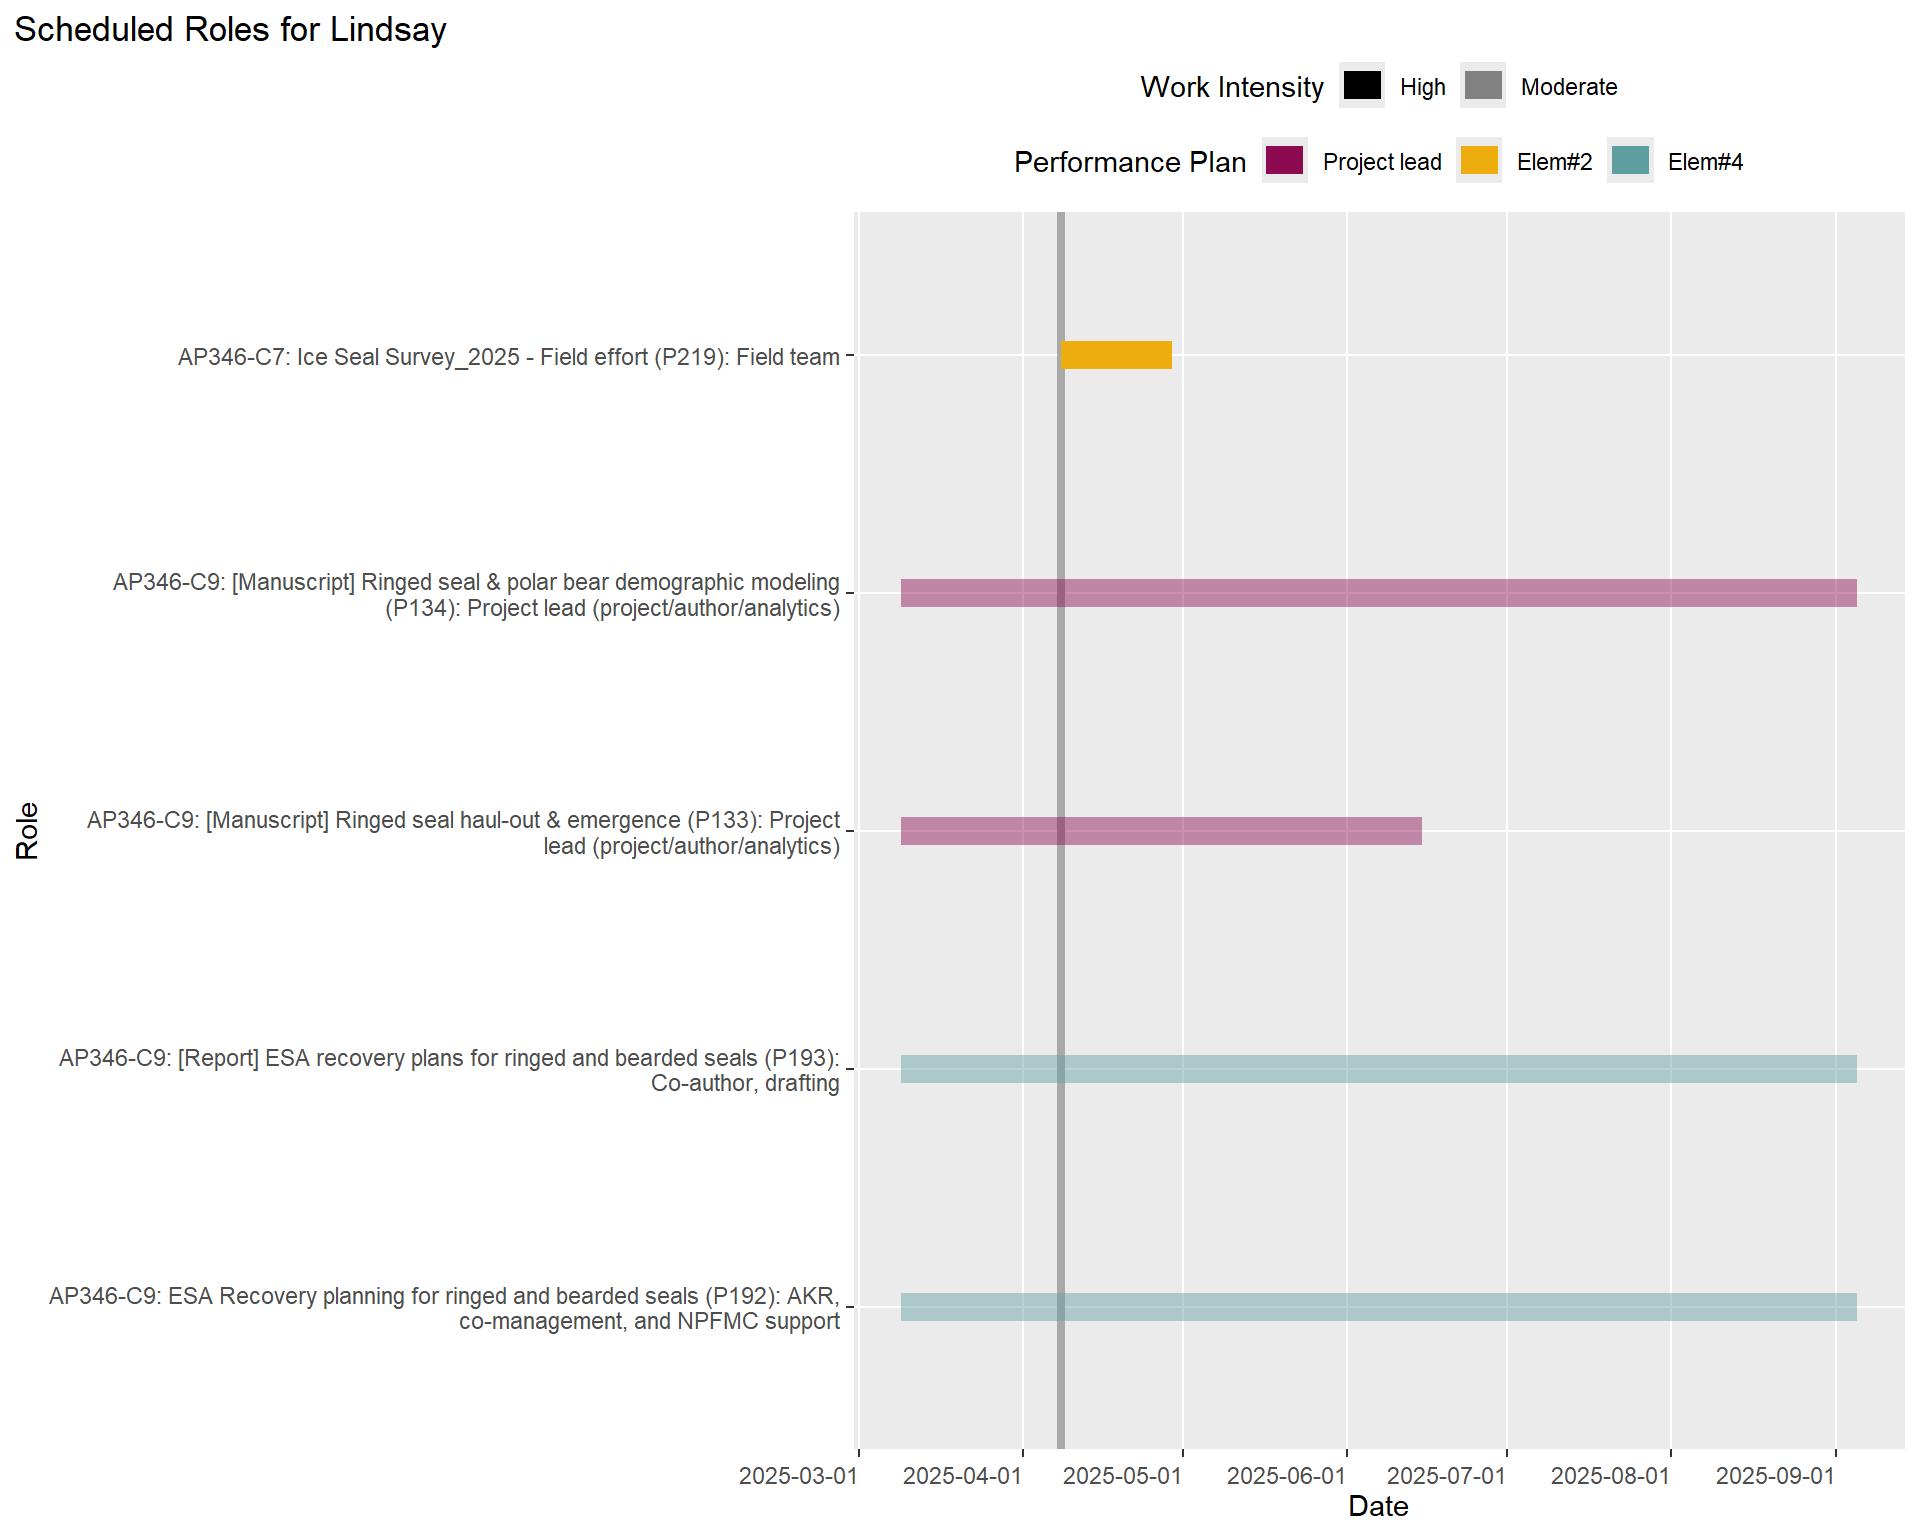 Scheduled Roles for Lindsay
Work Intensity High Moderate
Performance Plan Project lead Elem#2 Elem#4
AP346-C7: Ice Seal Survey_2025 - Field effort (P219): Field team
AP346-C9: [Manuscript] Ringed seal & polar bear demographic modeling
(P134): Project lead (project/author/analytics)
Role
AP346-C9: [Manuscript] Ringed seal haul-out & emergence (P133): Project
lead (project/author/analytics)
AP346-C9: [Report] ESA recovery plans for ringed and bearded seals (P193):
Co-author, drafting
AP346-C9: ESA Recovery planning for ringed and bearded seals (P192): AKR,
co-management, and NPFMC support
2025-03-01 2025-04-01 2025-05-01 2025-06-01 2025-07-01 2025-08-01 2025-09-01
Date